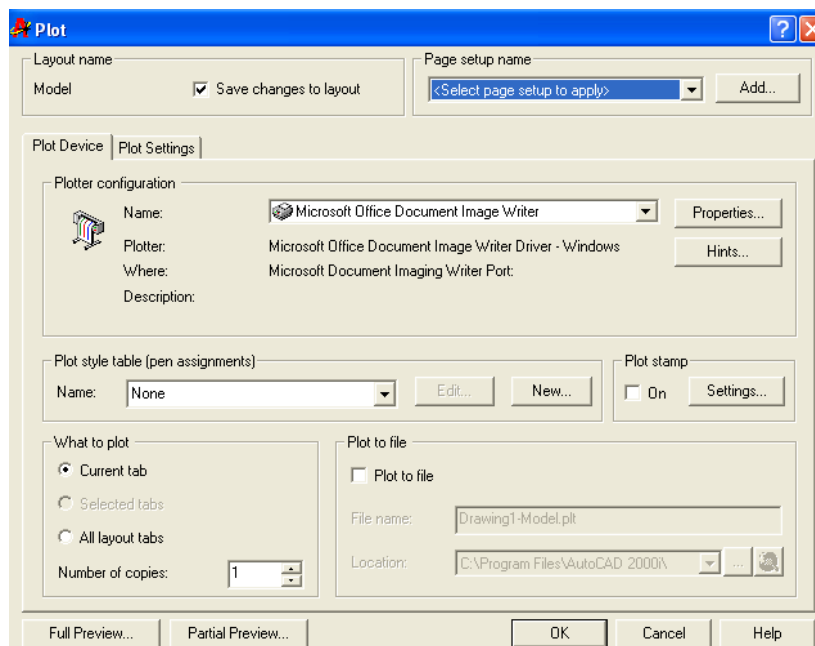 Plot
Layout name
Page setup name
Model
Save changes to layout
<Select page setup to apply>
Add...
Plot Device
Plot Settings
Plotter configuration
Name:
Microsoft Office Document Image Writer
Properties...
Plotter:
Microsoft Office Document Image Writer Driver - Windows
Hints...
Where:
Microsoft Document Imaging Writer Port:
Description:
Plot style table (pen assignments)
Plot stamp
Name:
None
Edit...
New...
On
Settings...
What to plot
Plot to file
Current tab
Plot to file
Selected tabs
File name:
Drawing1-Model.plt
All layout tabs
Location:
C:\Program Files\AutoCAD 2000i\
...
Number of copies:
1
Full Preview...
Partial Preview...
OK
Cancel
Help